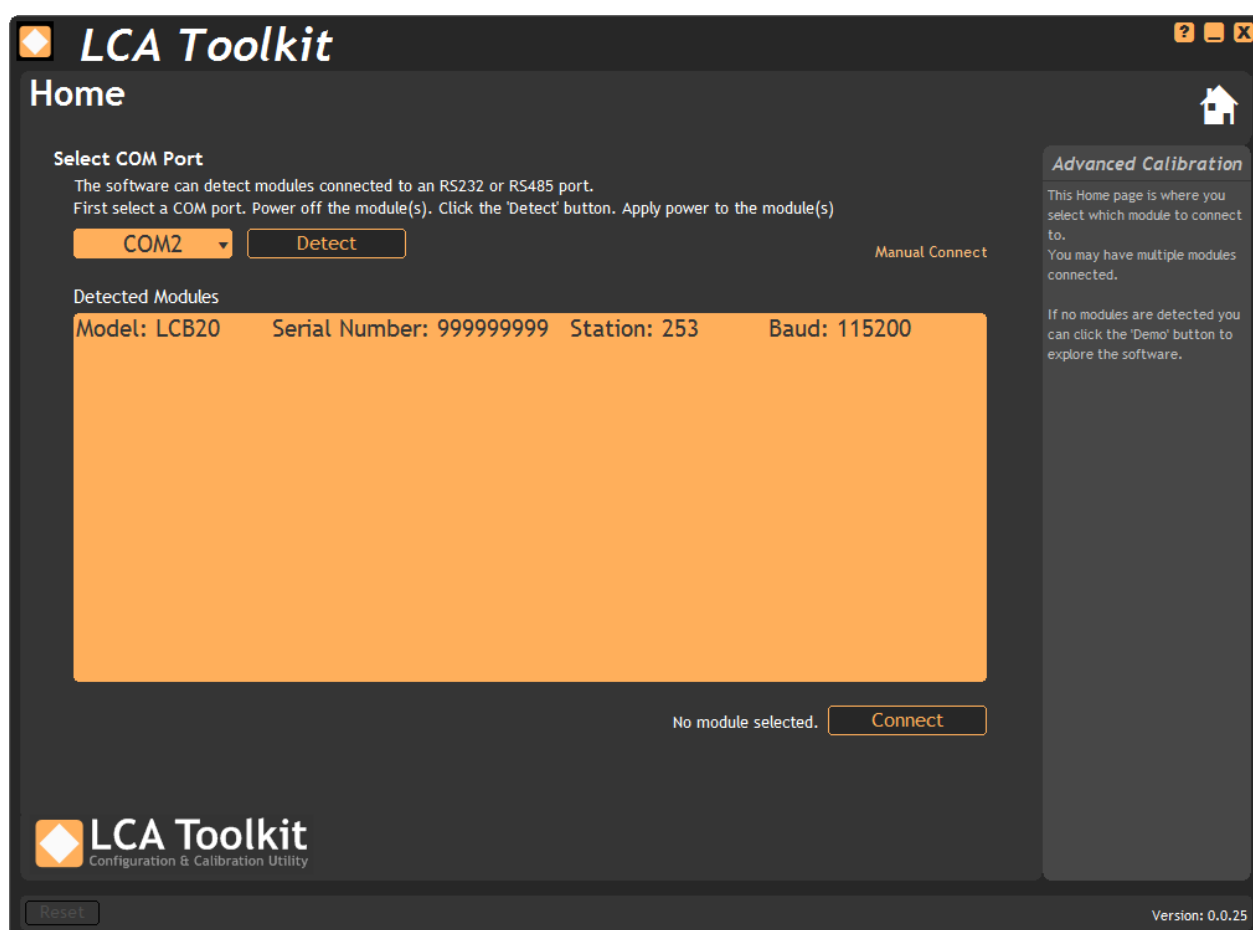 LCA Toolkit
? _ X
Home
Select COM Port
The software can detect modules connected to an RS232 or RS485 port.
First select a COM port. Power off the module(s). Click the 'Detect' button. Apply power to the module(s)
COM2 Detect
Manual Connect
Detected Modules
Model: LCB20 Serial Number: 999999999 Station: 253 Baud: 115200
No module selected. Connect
LCA Toolkit
Configuration & Calibration Utility
Advanced Calibration
This Home page is where you
select which module to connect
to.
You may have multiple modules
connected.
If no modules are detected you
can click the 'Demo' button to
explore the software.
Reset
Version: 0.0.25